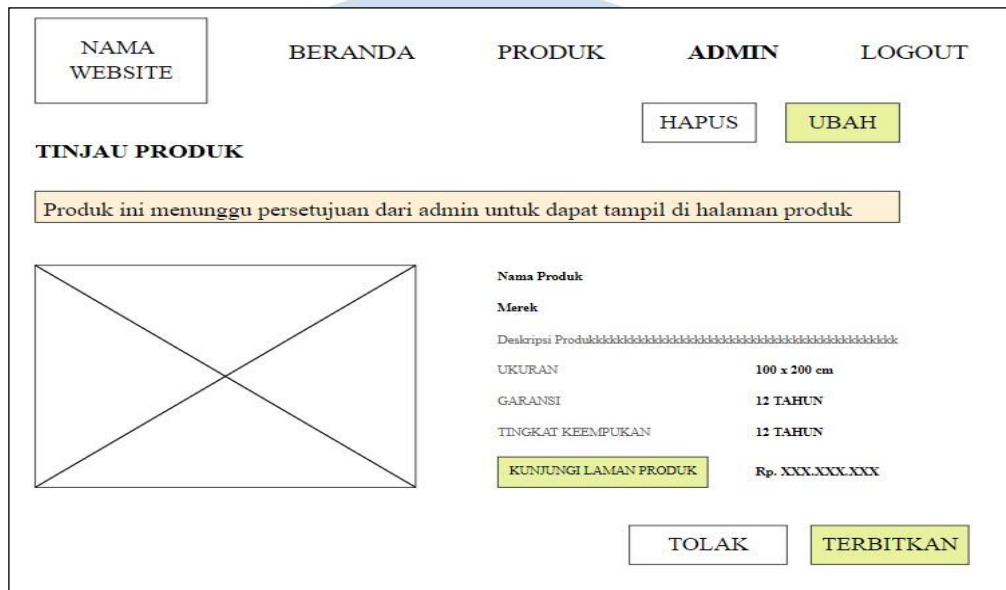 NAMA
WEBSITE
BERANDA PRODUK ADMIN LOGOUT
HAPUS UBAH
TINJAU PRODUK
Produk ini menunggu persetujuan dari admin untuk dapat tampil di halaman produk
Nama Produk
Merek
Deskripsi Produkkkkkkkkkkkkkkkkkkkkkkkkkkkkkkkkkkkkkkkkkkkkk
UKURAN 100 x 200 cm
GARANSI 12 TAHUN
TINGKAT KEEMPUKAN 12 TAHUN
KUNJUNGI LAMAN PRODUK Rp. XXX.XXX.XXX
TOLAK TERBITKAN